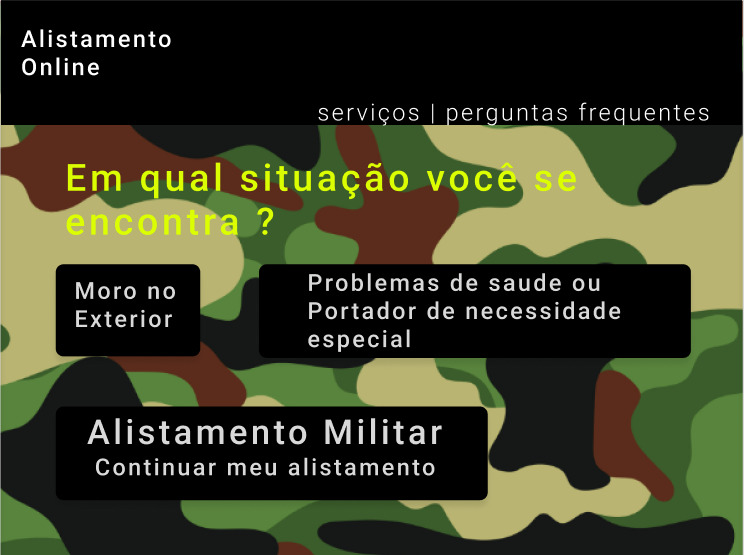 Alistamento
Online
serviços | perguntas frequentes
Em qual situação você se
encontra ?
Moro no
Exterior
Problemas de saude ou
Portador de necessidade
especial
Alistamento Militar
Continuar meu alistamento